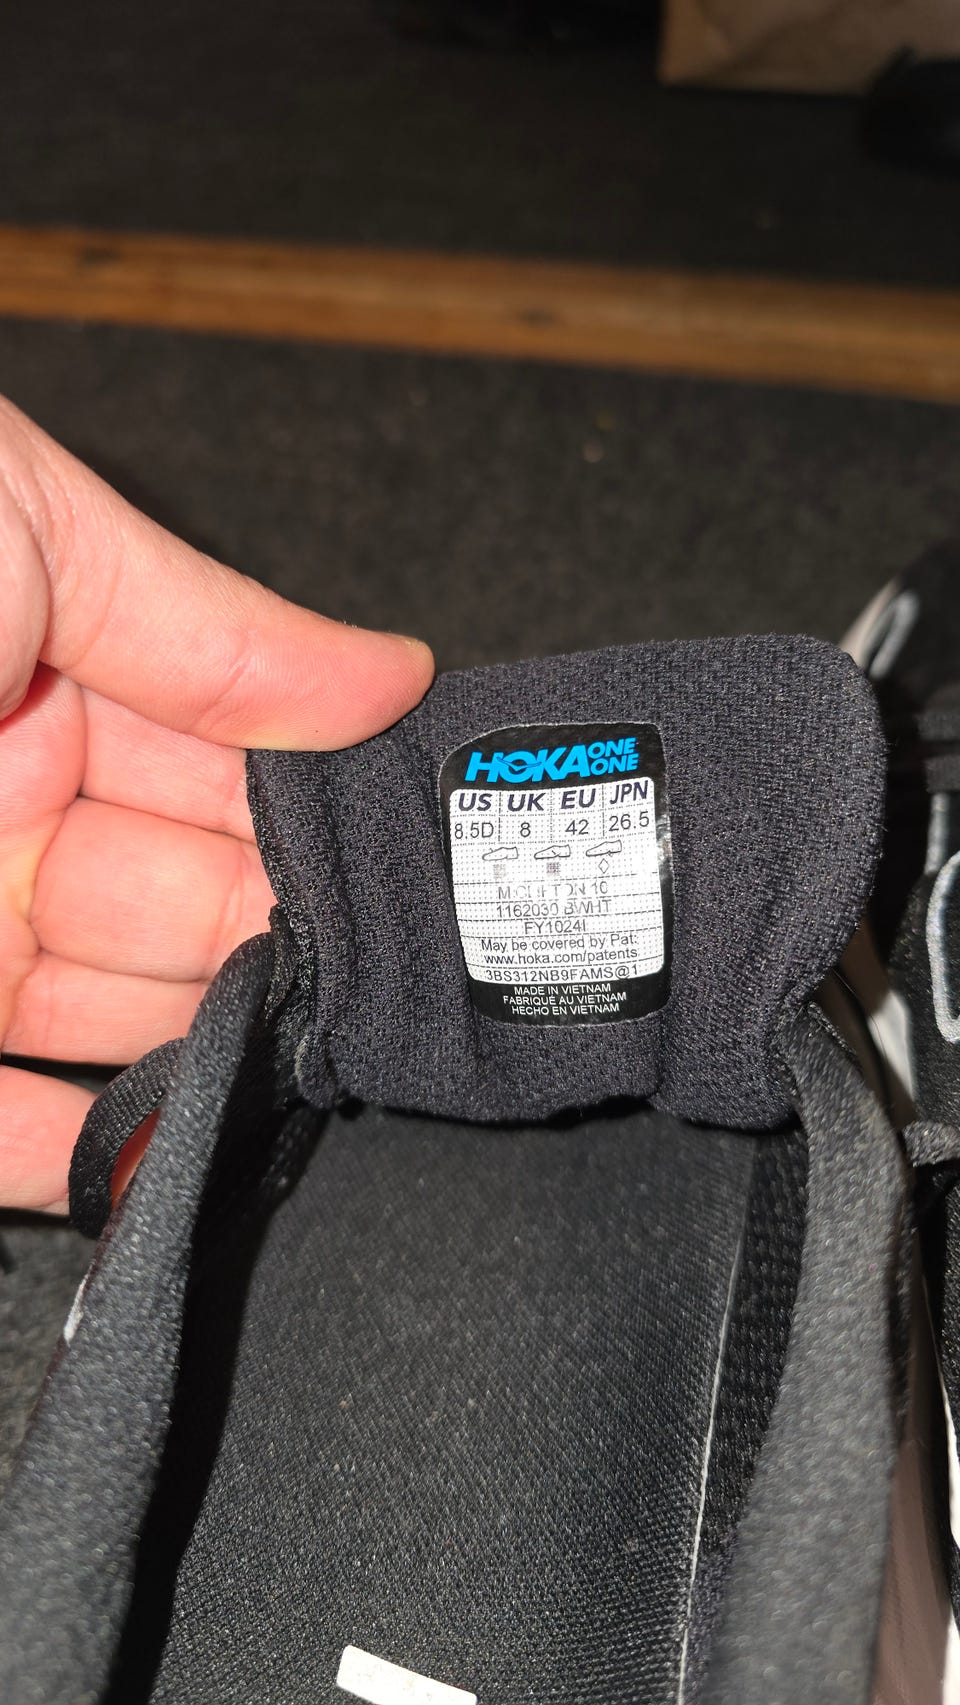 HOKA ONE ONE
US UK EU JPN
8.5D 8 42 26.5
M CLIFTON 10
1162030 BWHT
FY1024I
May be covered by Pat:
www.hoka.com/patents
3BS312NB9FAMS@1
MADE IN VIETNAM
FABRIQUÉ AU VIETNAM
HECHO EN VIETNAM